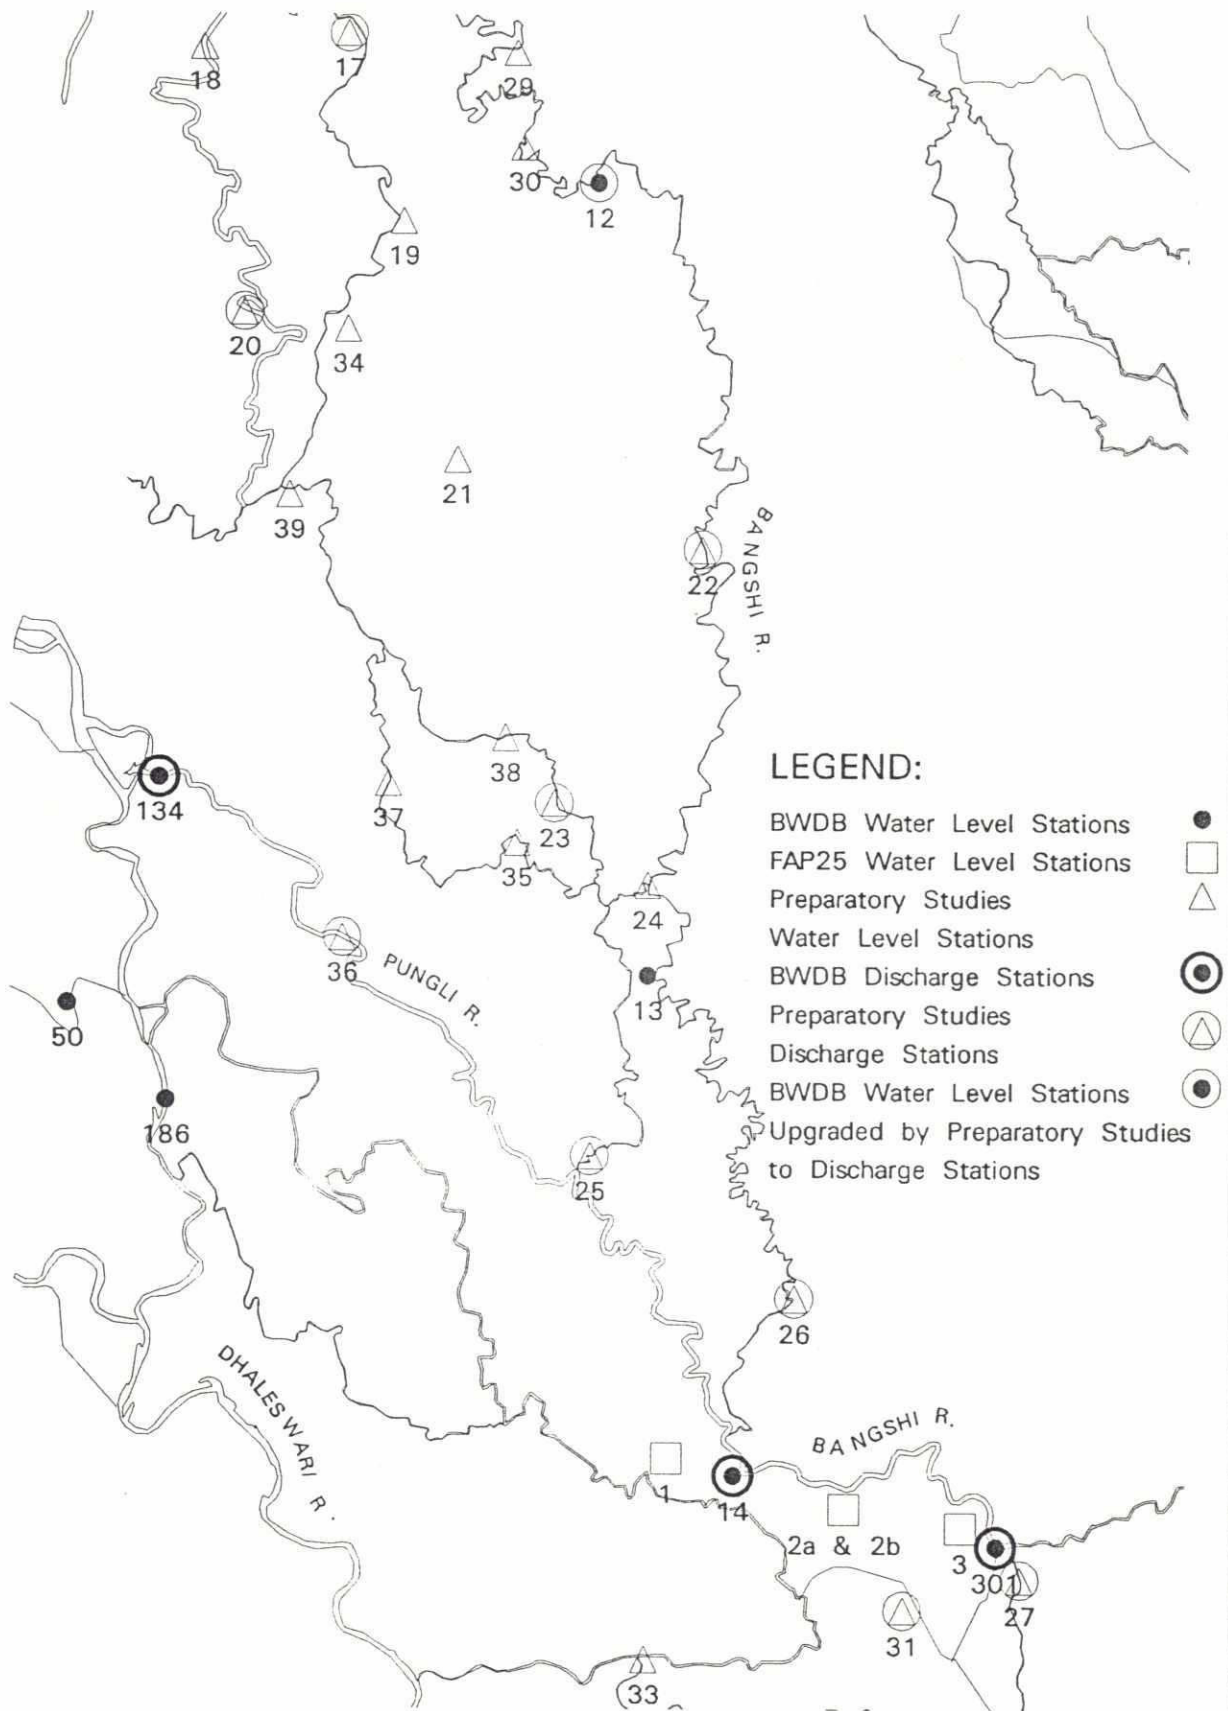 18
17
29
30
12
19
20
34
21
39
22
BANGSHI R.
38
134
37
23
35
24
36
PUNGLI R.
13
50
186
25
26
DHALESWARI R.
BANGSHI R.
1
14
2a & 2b
3
301
27
31
33
LEGEND:
BWDB Water Level Stations
FAP25 Water Level Stations
Preparatory Studies
Water Level Stations
BWDB Discharge Stations
Preparatory Studies
Discharge Stations
BWDB Water Level Stations
Upgraded by Preparatory Studies
to Discharge Stations